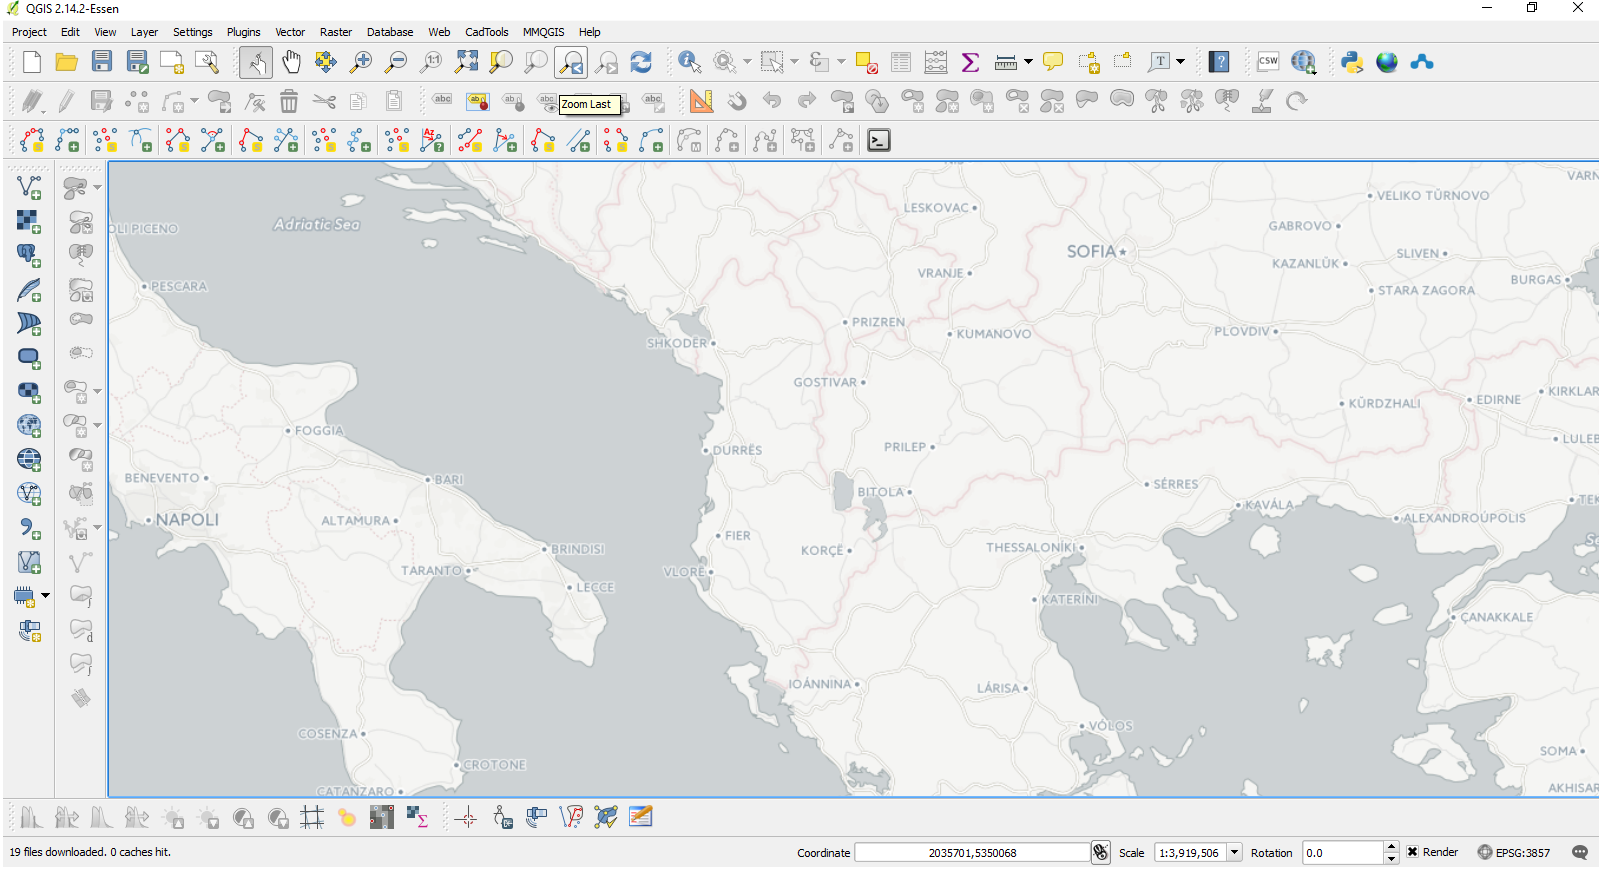 QGIS 2.14.2-Essen
Project Edit View Layer Settings Plugins Vector Raster Database Web CadTools MMQGIS Help
CSW
abc
Zoom Last
Adriatic Sea
OLI PICENO
PESCARA
FOGGIA
BENEVENTO
NAPOLI
BARI
ALTAMURA
BRINDISI
TARANTO
LECCE
COSENZA
CROTONE
CATANZARO
SHKODËR
DURRËS
FIER
VLORË
KORÇË
LESKOVAC
VRANJE
PRIZREN
KUMANOVO
GOSTIVAR
PRILEP
BITOLA
SOFIA
VELIKO TŬRNOVO
VARN
GABROVO
SLIVEN
KAZANLŬK
BURGAS
STARA ZAGORA
PLOVDIV
KIRKLAR
KŬRDZHALI
EDIRNE
LULEB
SÉRRES
KAVÁLA
TEK
ALEXANDROÚPOLIS
THESSALONÍKI
KATERÍNI
ÇANAKKALE
IOÁNNINA
LÁRISA
VÓLOS
SOMA
AKHISAR
19 files downloaded. 0 caches hit.
Coordinate 2035701,5350068 Scale 1:3,919,506 Rotation 0.0 Render EPSG:3857